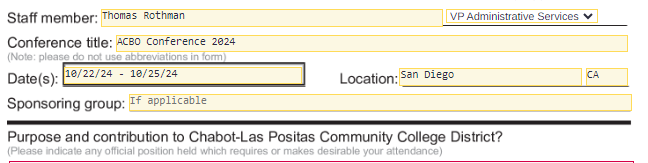 Staff member: Thomas Rothman VP Administrative Services
Conference title: ACBO Conference 2024
(Note: please do not use abbreviations in form)
Date(s): 10/22/24 - 10/25/24 Location: San Diego CA
Sponsoring group: If applicable
Purpose and contribution to Chabot-Las Positas Community College District?
(Please indicate any official position held which requires or makes desirable your attendance)